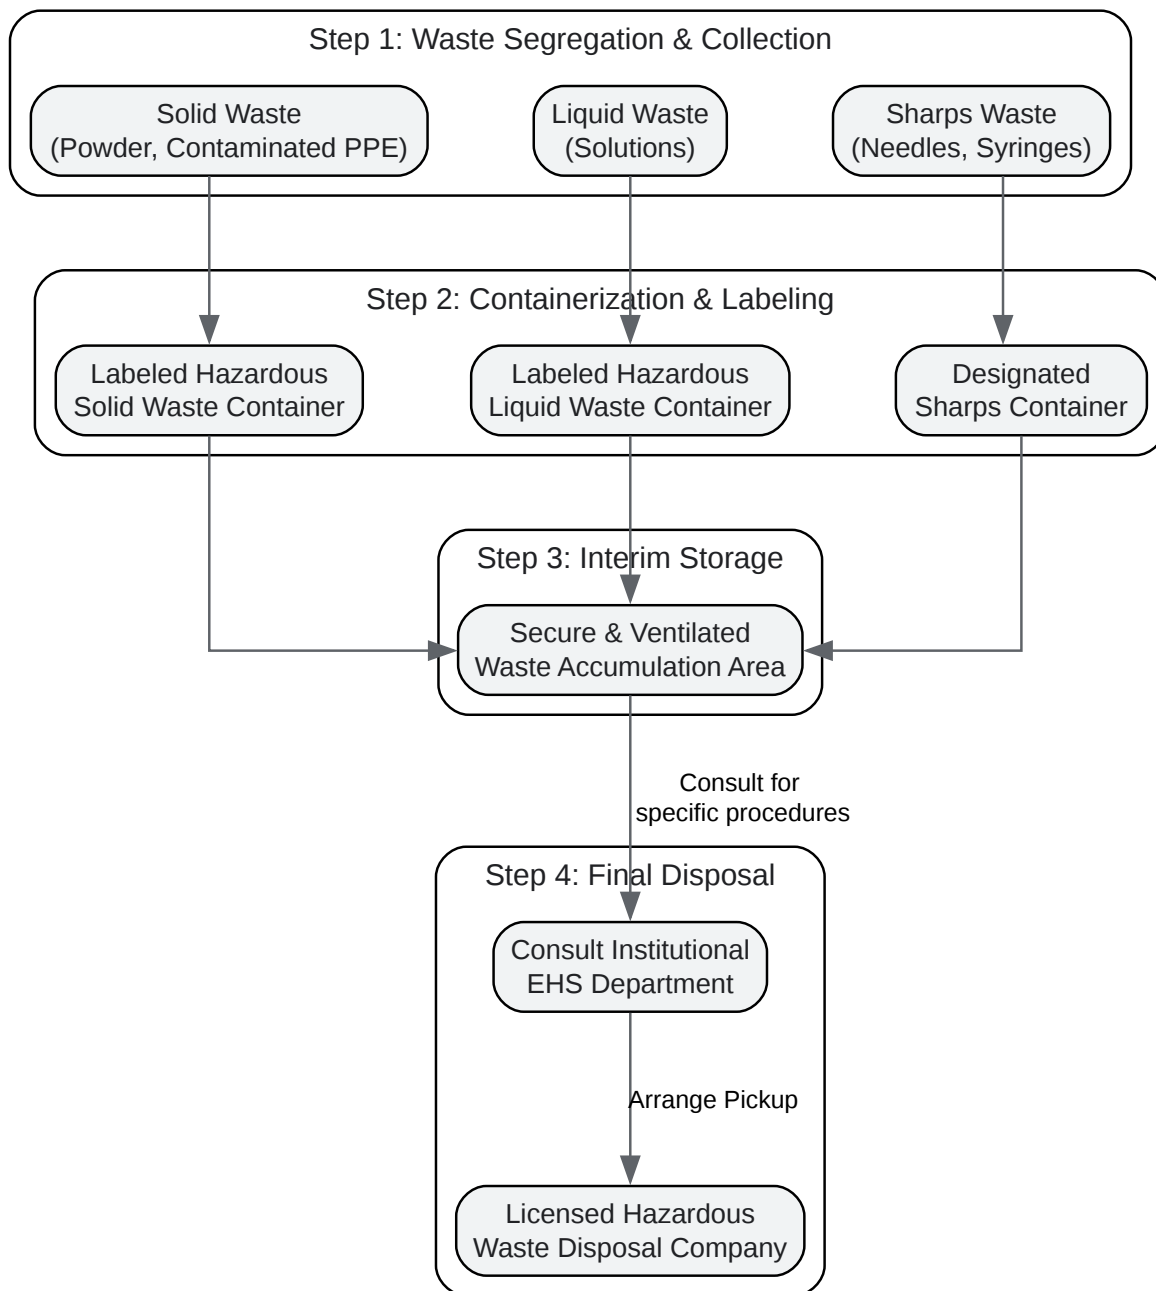 Step 1: Waste Segregation & Collection
Solid Waste
(Powder, Contaminated PPE)
Liquid Waste
(Solutions)
Sharps Waste
(Needles, Syringes)
Step 2: Containerization & Labeling
Labeled Hazardous
Solid Waste Container
Labeled Hazardous
Liquid Waste Container
Designated
Sharps Container
Step 3: Interim Storage
Secure & Ventilated
Waste Accumulation Area
Consult for
specific procedures
Step 4: Final Disposal
Consult Institutional
EHS Department
Arrange Pickup
Licensed Hazardous
Waste Disposal Company